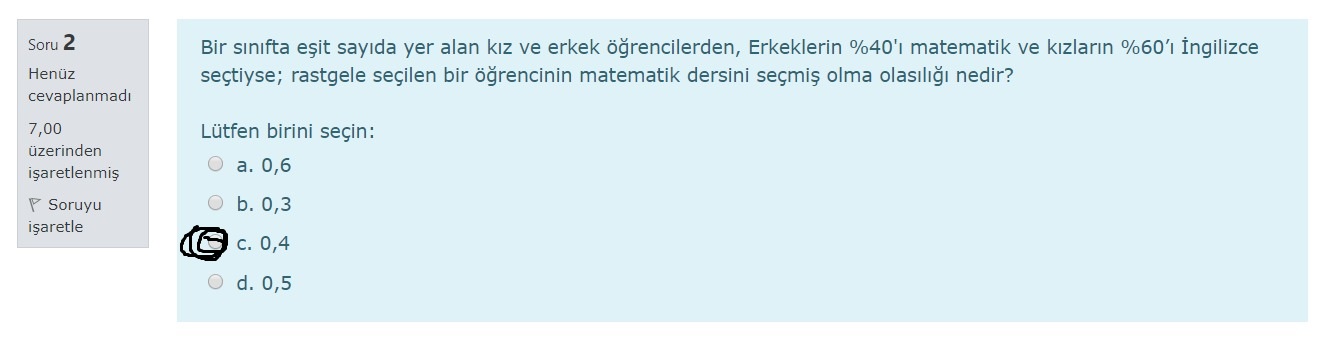 Soru 2
Henüz
cevaplanmadı
7,00
üzerinden
işaretlenmiş
Soruyu
işaretle
Bir sınıfta eşit sayıda yer alan kız ve erkek öğrencilerden, Erkeklerin %40'ı matematik ve kızların %60’ı İngilizce
seçtiyse; rastgele seçilen bir öğrencinin matematik dersini seçmiş olma olasılığı nedir?
Lütfen birini seçin:
a. 0,6
b. 0,3
c. 0,4
d. 0,5